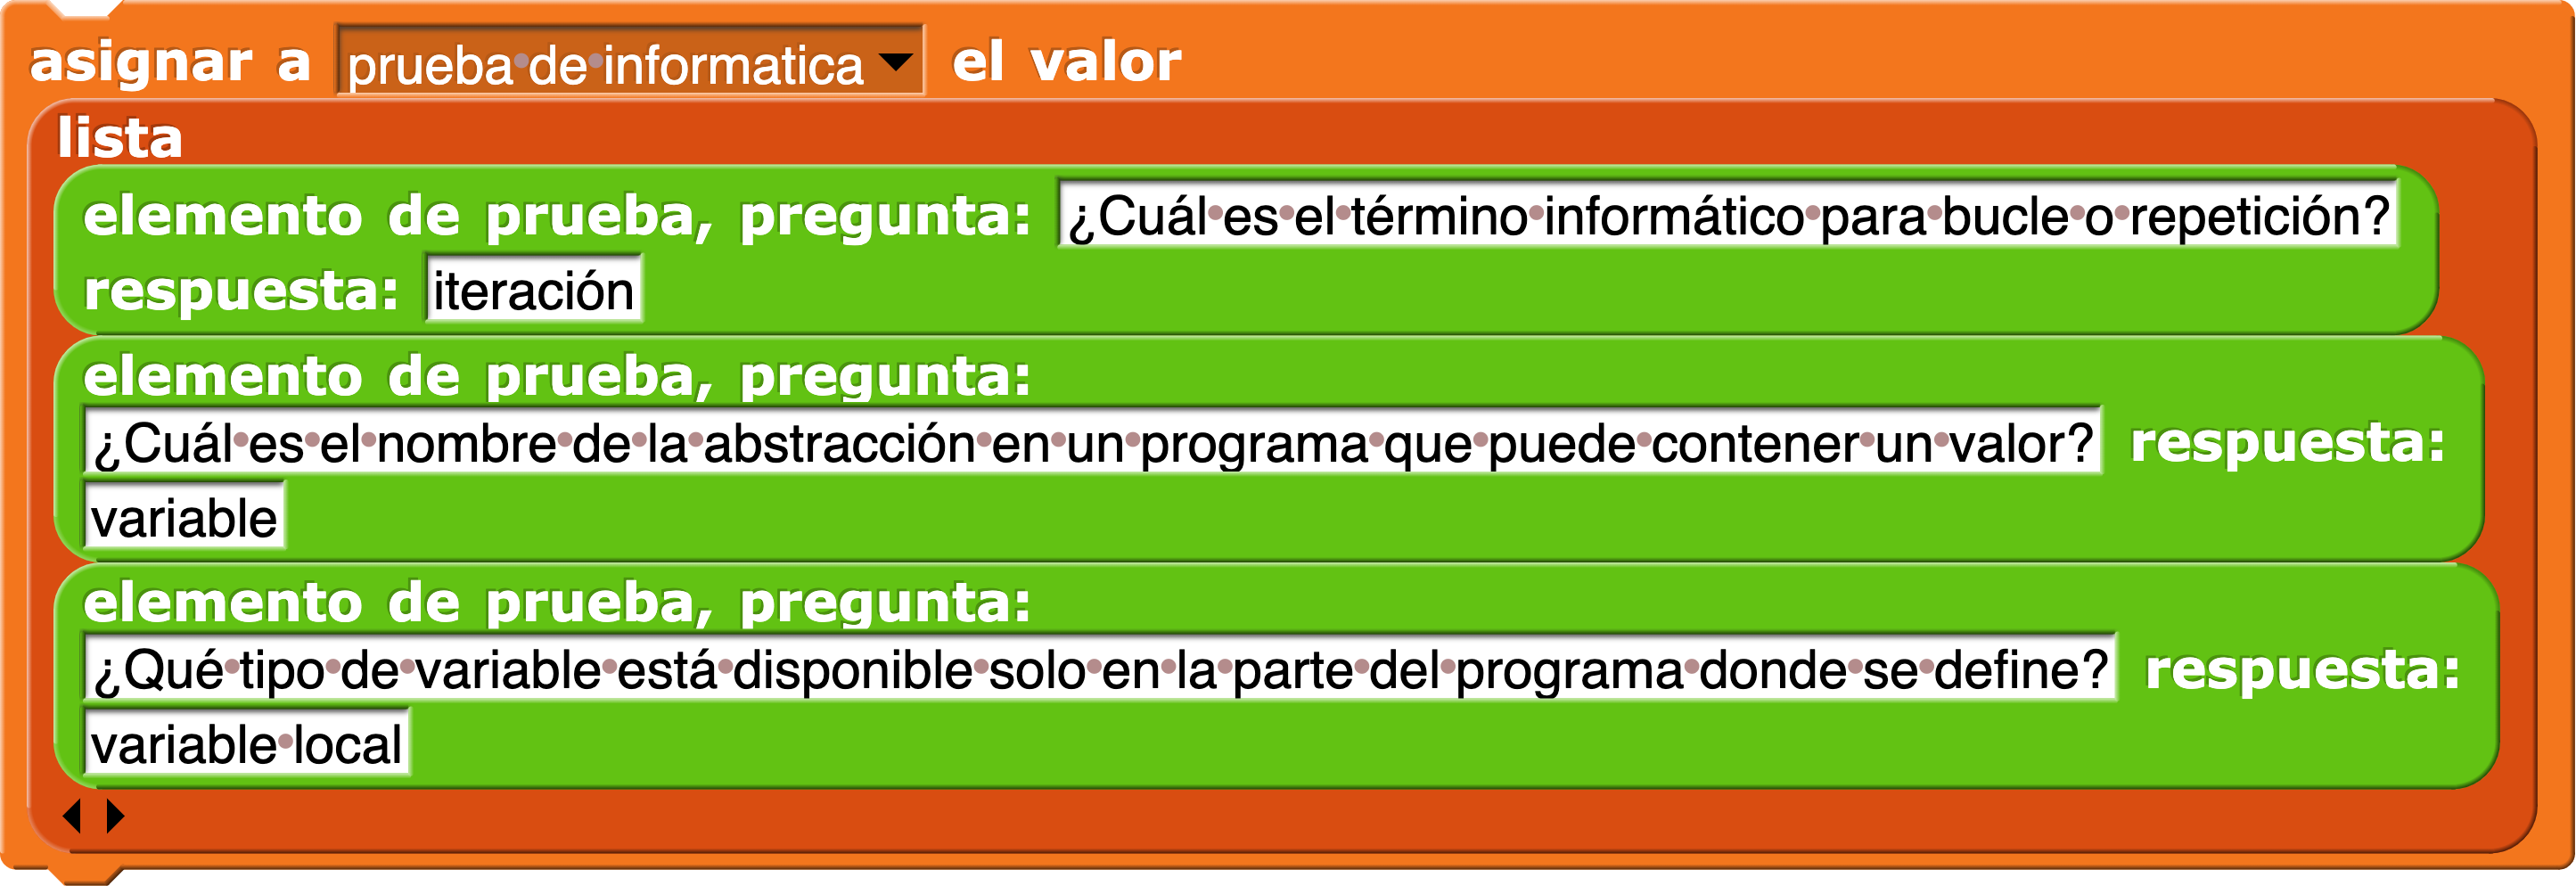 asignar a prueba de informatica el valor
lista
elemento de prueba, pregunta: ¿Cuál es el término informático para bucle o repetición?
respuesta: iteración
elemento de prueba, pregunta:
¿Cuál es el nombre de la abstracción en un programa que puede contener un valor? respuesta:
variable
elemento de prueba, pregunta:
¿Qué tipo de variable está disponible solo en la parte del programa donde se define? respuesta:
variable local